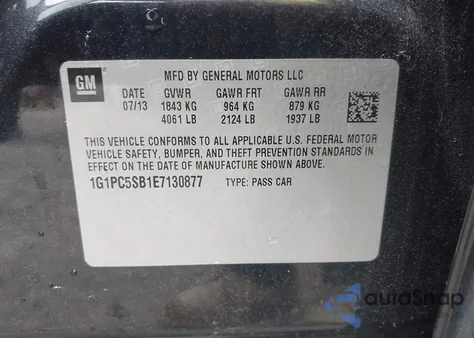 GM
MFD BY GENERAL MOTORS LLC
DATE GVWR GAWR FRT GAWR RR
07/13 1843 KG 964 KG 879 KG
4061 LB 2124 LB 1937 LB
THIS VEHICLE CONFORMS TO ALL APPLICABLE U.S. FEDERAL MOTOR
VEHICLE SAFETY, BUMPER, AND THEFT PREVENTION STANDARDS
IN EFFECT ON THE DATE OF MANUFACTURE SHOWN ABOVE.
1G1PC5SB1E7130877 TYPE: PASS CAR
autoSnap